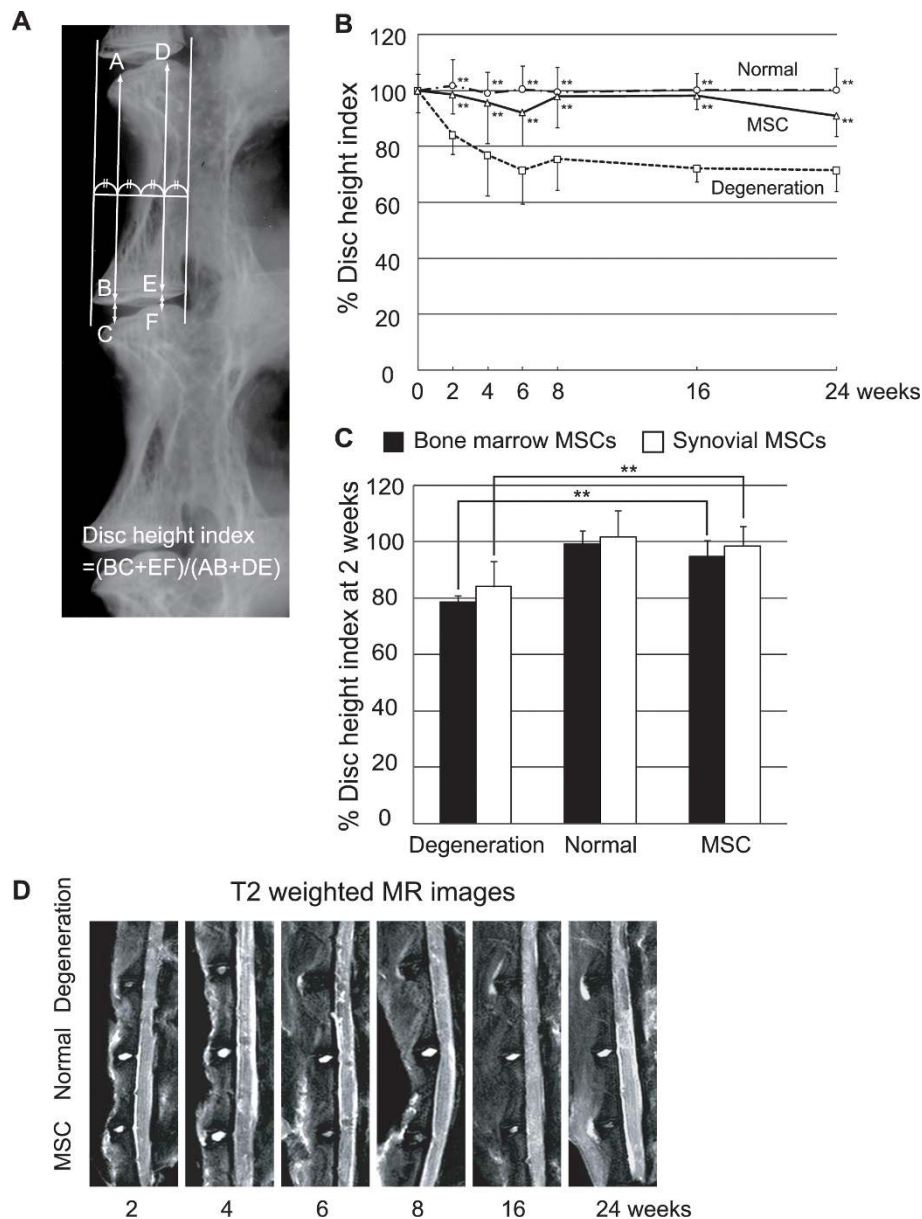 A
A
D
B
E
C
F
Disc height index
=(BC+EF)/(AB+DE)
B
% Disc height index
120
100
80
60
40
20
0
Normal
MSC
Degeneration
**
**
**
**
**
**
**
**
**
**
**
**
0 2 4 6 8 16 24 weeks
C
Bone marrow MSCs Synovial MSCs
% Disc height index at 2 weeks
120
100
80
60
40
20
0
**
**
Degeneration Normal MSC
D
T2 weighted MR images
Degeneration
Normal
MSC
2 4 6 8 16 24 weeks